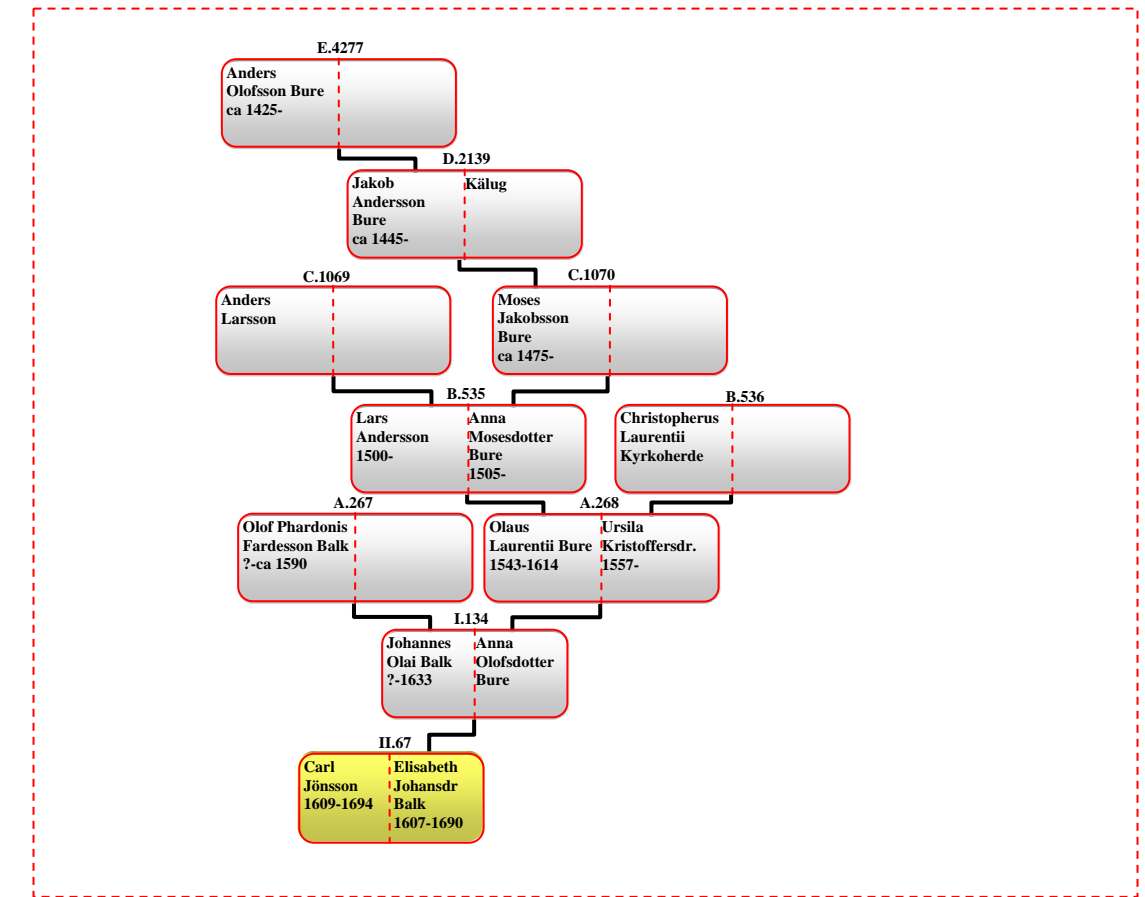 E.4277
Anders
Olofsson Bure
ca 1425-
D.2139
Jakob
Andersson
Bure
ca 1445-
Kälug
C.1069
Anders
Larsson
C.1070
Moses
Jakobsson
Bure
ca 1475-
B.535
Lars
Andersson
1500-
Anna
Mosesdotter
Bure
1505-
B.536
Christopherus
Laurentii
Kyrkoherde
A.267
Olof Phardonis
Fardesson Balk
?-ca 1590
A.268
Olaus
Laurentii Bure
1543-1614
Ursila
Kristoffersdr.
1557-
I.134
Johannes
Olai Balk
?-1633
Anna
Olofsdotter
Bure
II.67
Carl
Jönsson
1609-1694
Elisabeth
Johansdr
Balk
1607-1690